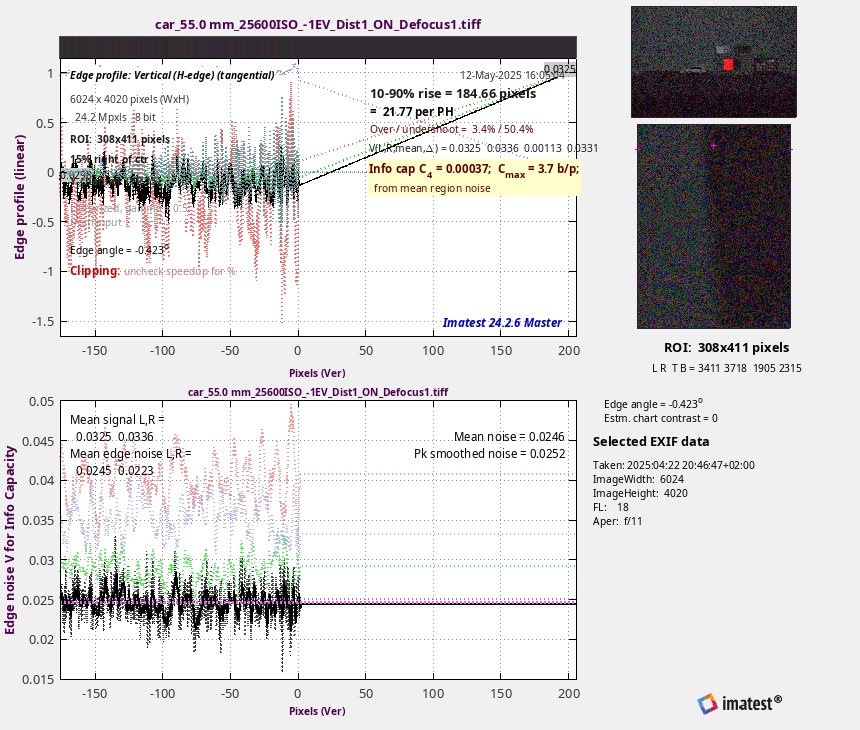 car_55.0 mm_25600ISO_-1EV_Dist1_ON_Defocus1.tiff
Edge profile: Vertical (H-edge) (tangential)
12-May-2025 16:05:04
0.0325
6024 x 4020 pixels (WxH)
24.2 Mpxls 8 bit
ROI: 308x411 pixels
15% right of ctr
Edge angle = -0.423o
Clipping: uncheck speedup for %
10-90% rise = 184.66 pixels
= 21.77 per PH
Over / undershoot = 3.4% / 50.4%
V(L,R,mean,Δ) = 0.0325 0.0336 0.00113 0.0331
Info cap C4 = 0.00037; Cmax = 3.7 b/p;
from mean region noise
Imatest 24.2.6 Master
Edge profile (linear)
1
0.5
0
-0.5
-1
-1.5
-150 -100 -50 0 50 100 150 200
Pixels (Ver)
car_55.0 mm_25600ISO_-1EV_Dist1_ON_Defocus1.tiff
Mean signal L,R =
0.0325 0.0336
Mean edge noise L,R =
0.0245 0.0223
Mean noise = 0.0246
Pk smoothed noise = 0.0252
Edge noise V for Info Capacity
0.05
0.045
0.04
0.035
0.03
0.025
0.02
0.015
-150 -100 -50 0 50 100 150 200
Pixels (Ver)
ROI: 308x411 pixels
L R T B = 3411 3718 1905 2315
Edge angle = -0.423o
Estm. chart contrast = 0
Selected EXIF data
Taken: 2025:04:22 20:46:47+02:00
ImageWidth: 6024
ImageHeight: 4020
FL: 18
Aper: f/11
imatest®